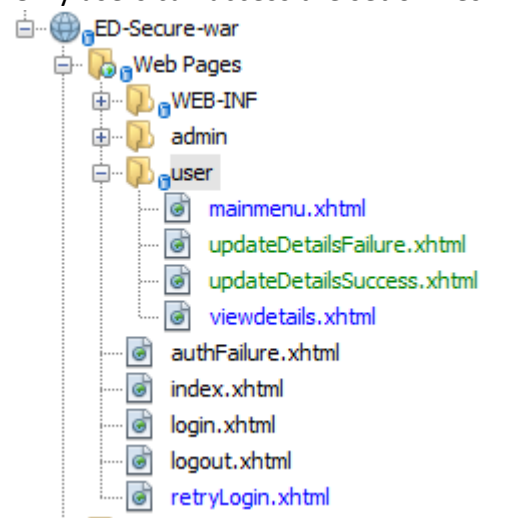 ED-Secure-war
Web Pages
WEB-INF
admin
user
mainmenu.xhtml
updateDetailsFailure.xhtml
updateDetailsSuccess.xhtml
viewdetails.xhtml
authFailure.xhtml
index.xhtml
login.xhtml
logout.xhtml
retryLogin.xhtml